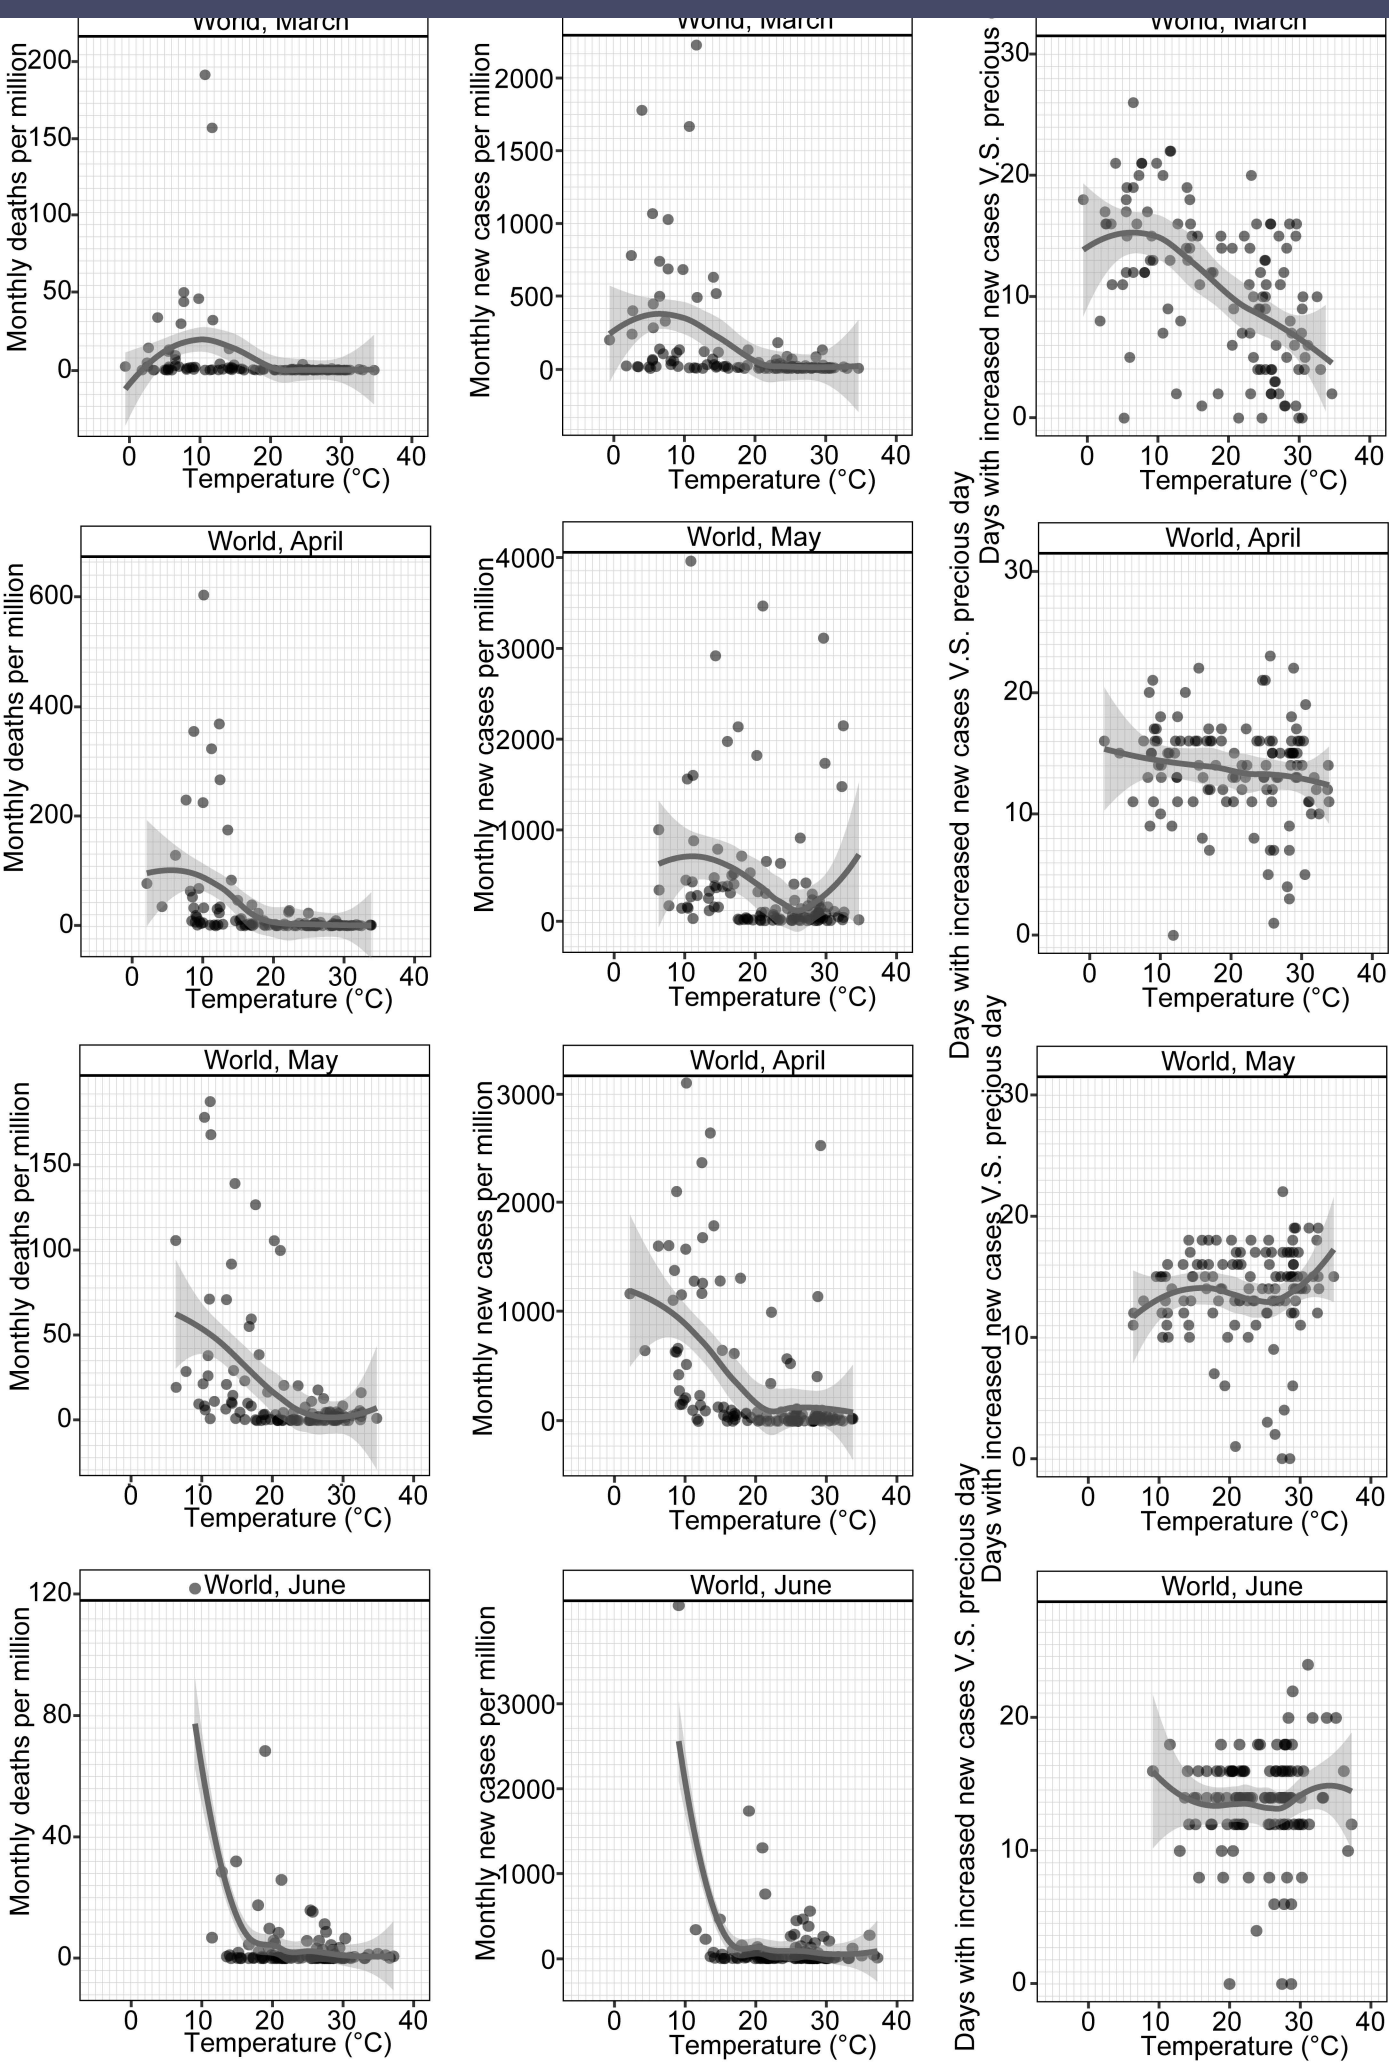 World, March
Monthly deaths per million
200
150
100
50
0
0 10 20 30 40
Temperature (°C)
World, March
Monthly new cases per million
2000
1500
1000
500
0
0 10 20 30 40
Temperature (°C)
World, March
Days with increased new cases V.S. precious
30
20
10
0
0 10 20 30 40
Temperature (°C)
World, April
Monthly deaths per million
600
400
200
0
0 10 20 30 40
Temperature (°C)
World, May
Monthly new cases per million
4000
3000
2000
1000
0
0 10 20 30 40
Temperature (°C)
World, April
Days with increased new cases V.S. precious day
30
20
10
0
0 10 20 30 40
Temperature (°C)
World, May
Monthly deaths per million
150
100
50
0
0 10 20 30 40
Temperature (°C)
World, April
Monthly new cases per million
3000
2000
1000
0
0 10 20 30 40
Temperature (°C)
World, May
Days with increased new cases V.S. precious day
30
20
10
0
0 10 20 30 40
Temperature (°C)
World, June
Monthly deaths per million
120
80
40
0
0 10 20 30 40
Temperature (°C)
World, June
Monthly new cases per million
3000
2000
1000
0
0 10 20 30 40
Temperature (°C)
World, June
Days with increased new cases V.S. precious day
20
10
0
0 10 20 30 40
Temperature (°C)